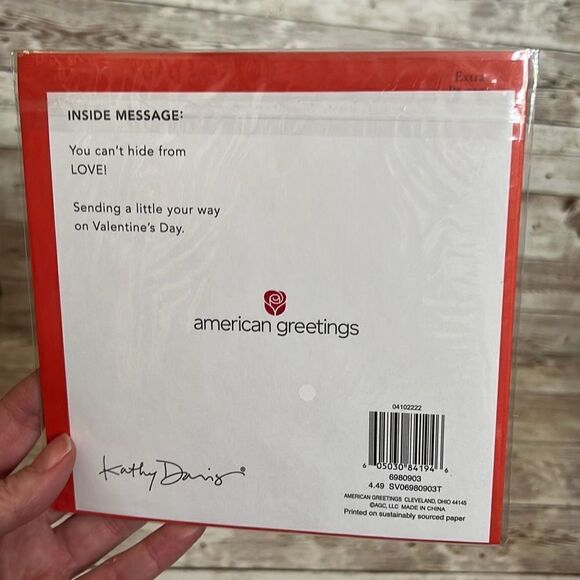 Extra
INSIDE MESSAGE:
You can't hide from
LOVE!
Sending a little your way
on Valentine's Day.
american greetings
Kathy Davis®
04102222
6 05030 84194 6
6980903
4.49 SV06980903T
AMERICAN GREETINGS CLEVELAND, OHIO 44145
©AGC, LLC MADE IN CHINA
Printed on sustainably sourced paper